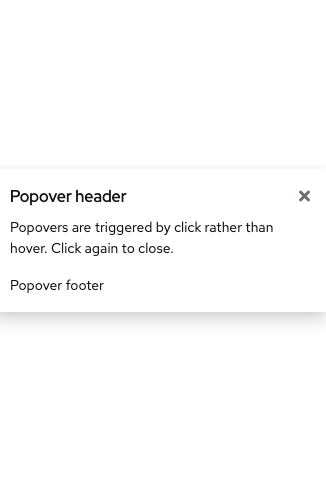 Popover header
Popovers are triggered by click rather than
hover. Click again to close.
Popover footer